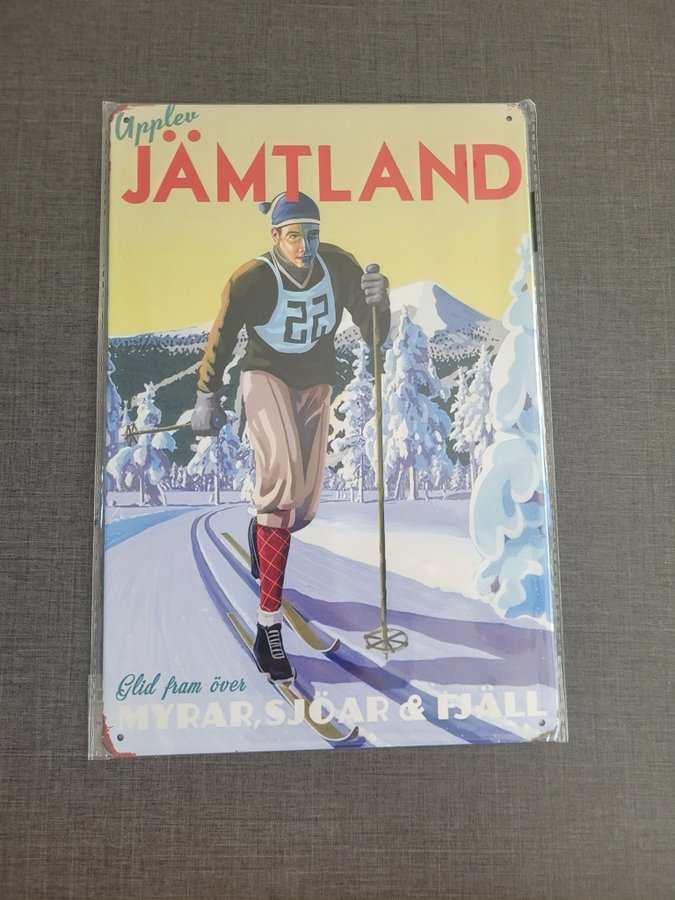 Upplev
JÄMTLAND
22
Glid fram över
MYRAR, SJÖAR & FJÄLL